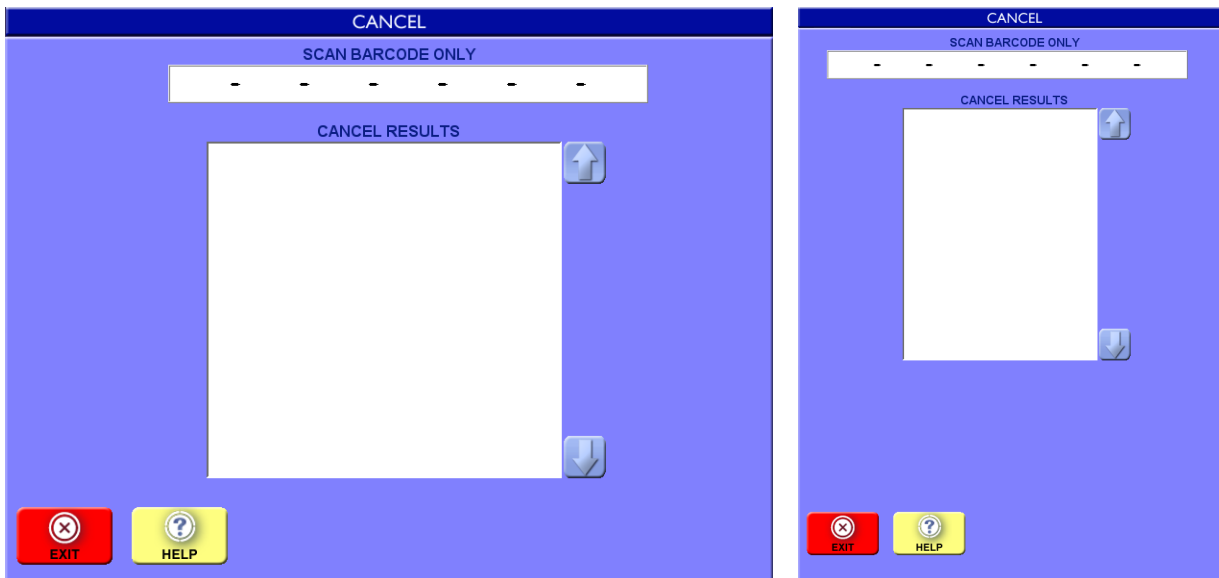 CANCEL
SCAN BARCODE ONLY
- - - - - -
CANCEL RESULTS
EXIT
HELP
CANCEL
SCAN BARCODE ONLY
- - - - - -
CANCEL RESULTS
EXIT
HELP